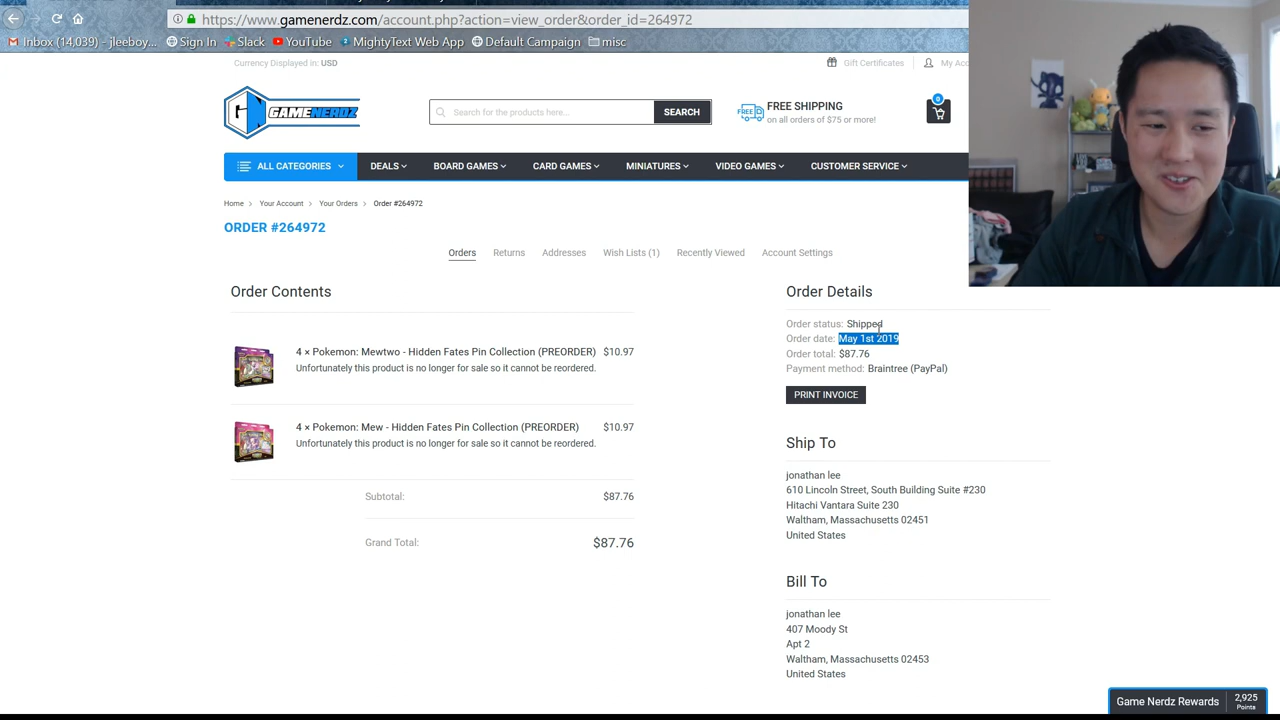 https://www.gamenerdz.com/account.php?action=view_order&order_id=264972
Inbox (14,039) - jleeboy... Sign In Slack YouTube MightyText Web App Default Campaign misc
Currency Displayed in: USD
Gift Certificates My Acc
GAMENERDZ
Search for the products here...
SEARCH
FREE
FREE SHIPPING
on all orders of $75 or more!
0
ALL CATEGORIES DEALS BOARD GAMES CARD GAMES MINIATURES VIDEO GAMES CUSTOMER SERVICE
Home > Your Account > Your Orders > Order #264972
ORDER #264972
Orders Returns Addresses Wish Lists (1) Recently Viewed Account Settings
Order Contents
4 × Pokemon: Mewtwo - Hidden Fates Pin Collection (PREORDER) $10.97
Unfortunately this product is no longer for sale so it cannot be reordered.
4 × Pokemon: Mew - Hidden Fates Pin Collection (PREORDER) $10.97
Unfortunately this product is no longer for sale so it cannot be reordered.
Subtotal: $87.76
Grand Total: $87.76
Order Details
Order status: Shipped
Order date: May 1st 2019
Order total: $87.76
Payment method: Braintree (PayPal)
PRINT INVOICE
Ship To
jonathan lee
610 Lincoln Street, South Building Suite #230
Hitachi Vantara Suite 230
Waltham, Massachusetts 02451
United States
Bill To
jonathan lee
407 Moody St
Apt 2
Waltham, Massachusetts 02453
United States
Game Nerdz Rewards 2,925
Points